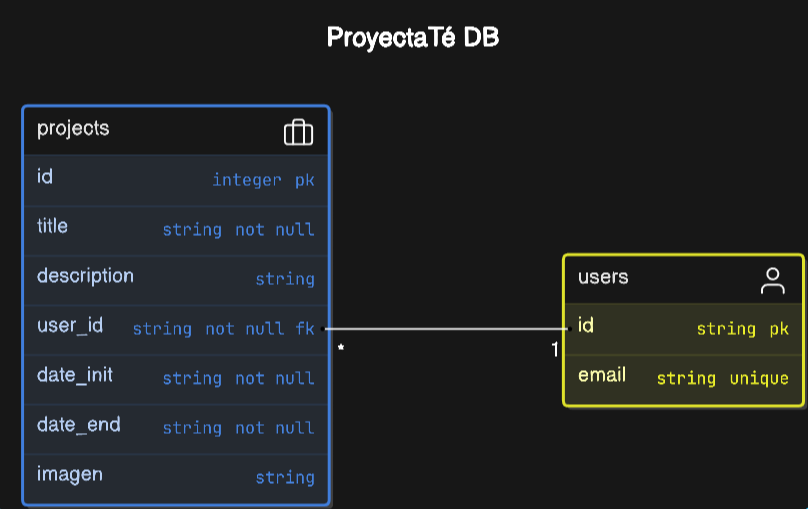 ProyectaTé DB
projects
id integer pk
title string not null
description string
user_id string not null fk
date_init string not null
date_end string not null
imagen string
* 1
users
id string pk
email string unique